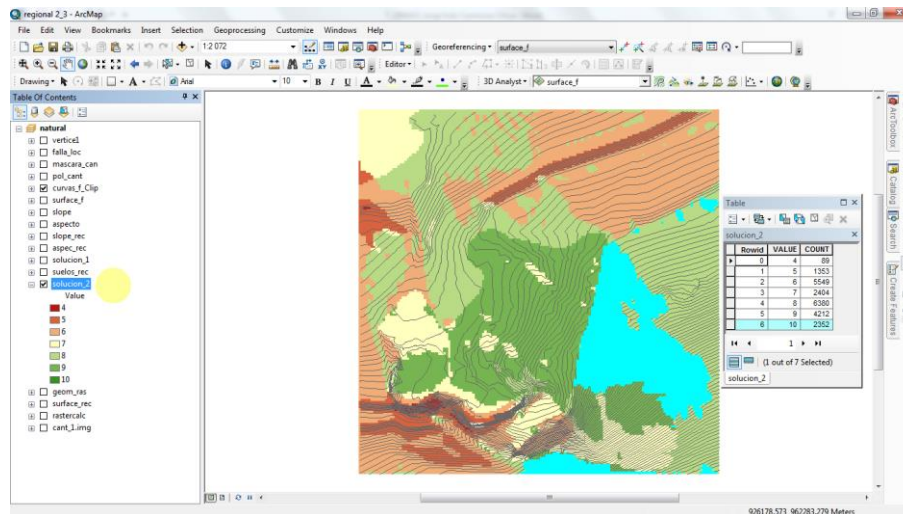 regional 2_3 - ArcMap
File Edit View Bookmarks Insert Selection Geoprocessing Customize Windows Help
1:2 072
Georeferencing surface_f
Editor
Drawing A Arial 10 B I U A 3D Analyst surface_f
Table Of Contents
natural
vertice1
falla_loc
mascara_can
pol_cant
curvas_f_Clip
surface_f
slope
aspecto
slope_rec
aspec_rec
solucion_1
suelos_rec
solucion_2
Value
4
5
6
7
8
9
10
geom_ras
surface_rec
rastercalc
cant_1.img
Table
solucion_2
Rowid VALUE COUNT
0 4 89
1 5 1353
2 6 5549
3 7 2404
4 8 6380
5 9 4212
6 10 2352
1
(1 out of 7 Selected)
solucion_2
ArcToolbox
Catalog
Search
Create Features
926178,573 962283,279 Meters